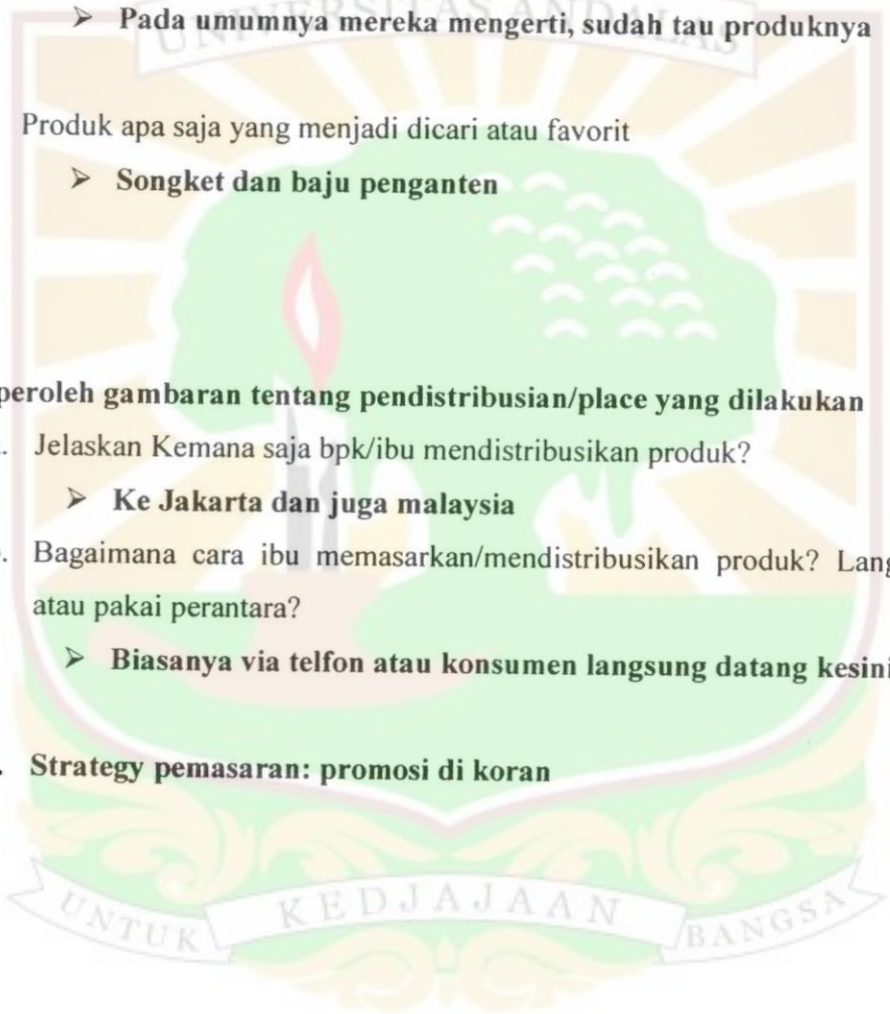 UNIVERSITAS ANDALAS
➤ Pada umumnya mereka mengerti, sudah tau produknya
Produk apa saja yang menjadi dicari atau favorit
➤ Songket dan baju penganten
peroleh gambaran tentang pendistribusian/place yang dilakukan
. Jelaskan Kemana saja bpk/ibu mendistribusikan produk?
➤ Ke Jakarta dan juga malaysia
. Bagaimana cara ibu memasarkan/mendistribusikan produk?
atau pakai perantara?
➤ Biasanya via telfon atau konsumen langsung datang kesini
. Strategy pemasaran: promosi di koran
UNTUK KEDJAJAAN BANGSA